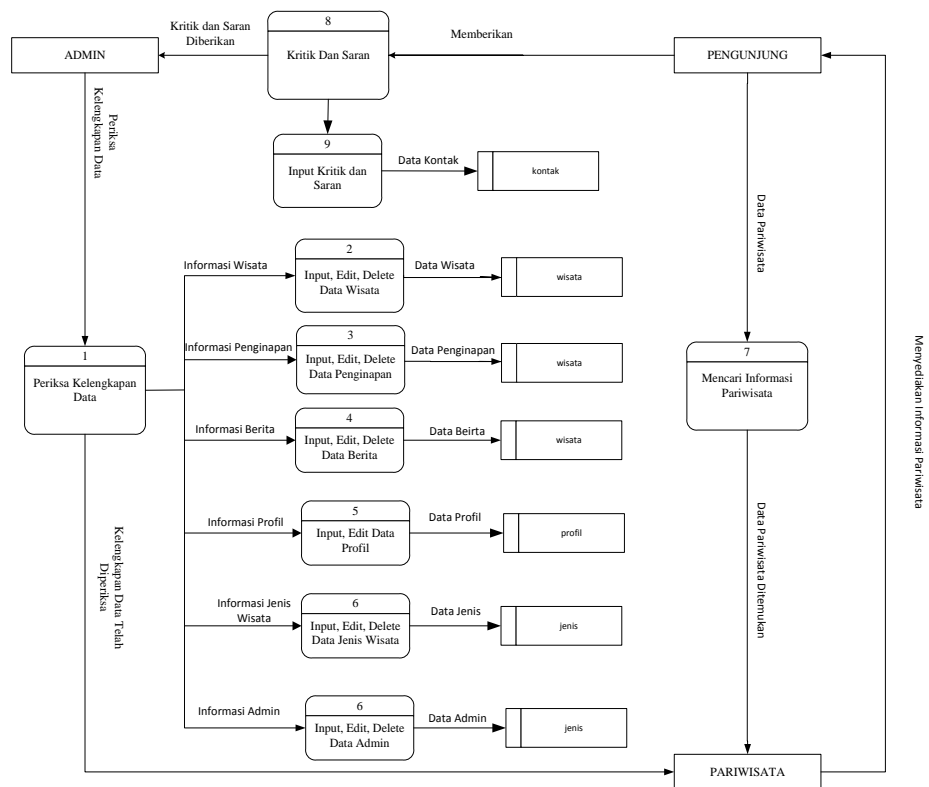 8
Kritik dan Saran
Diberikan
Memberikan
ADMIN
Kritik Dan Saran
PENGUNJUNG
Periksa
Kelengkapan Data
9
Input Kritik dan
Saran
Data Kontak
kontak
Data Pariwisata
2
Informasi Wisata
Input, Edit, Delete
Data Wisata
Data Wisata
wisata
1
Periksa Kelengkapan
Data
3
Informasi Penginapan
Input, Edit, Delete
Data Penginapan
Data Penginapan
wisata
7
Mencari Informasi
Pariwisata
Menyediakan Informasi Pariwisata
4
Informasi Berita
Input, Edit, Delete
Data Berita
Data Beirta
wisata
5
Informasi Profil
Input, Edit Data
Profil
Data Profil
profil
Kelengkapan Data Telah
Diperiksa
Data Pariwisata Ditemukan
6
Informasi Jenis
Wisata
Input, Edit, Delete
Data Jenis Wisata
Data Jenis
jenis
6
Informasi Admin
Input, Edit, Delete
Data Admin
Data Admin
jenis
PARIWISATA